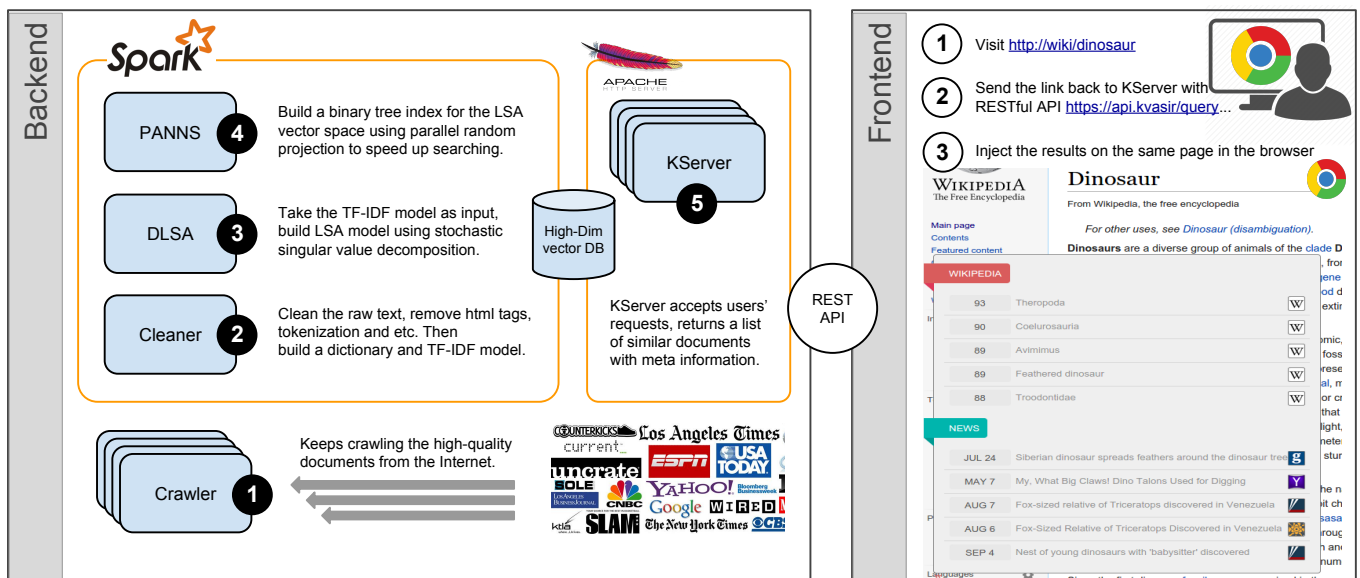 Backend
Spark
APACHE
HTTP SERVER
PANNS
4
Build a binary tree index for the LSA
vector space using parallel random
projection to speed up searching.
DLSA
3
Take the TF-IDF model as input,
build LSA model using stochastic
singular value decomposition.
Cleaner
2
Clean the raw text, remove html tags,
tokenization and etc. Then
build a dictionary and TF-IDF model.
High-Dim
vector DB
KServer
5
KServer accepts users'
requests, returns a list
of similar documents
with meta information.
REST
API
Crawler
1
Keeps crawling the high-quality
documents from the Internet.
COUNTERKICKS
Los Angeles Times
current
uncrate
ESPN
USA
TODAY
SOLE
YAHOO!
Bloomberg
Businessweek
LOS ANGELES
BUSINESS JOURNAL
CNBC
Google
WIRED
ktla
SLAM
The New York Times
CBS
Frontend
1
Visit http://wiki/dinosaur
2
Send the link back to KServer with
RESTful API https://api.kvasir/query...
3
Inject the results on the same page in the browser
WIKIPEDIA
The Free Encyclopedia
Main page
Contents
Featured content
Dinosaur
From Wikipedia, the free encyclopedia
For other uses, see Dinosaur (disambiguation).
Dinosaurs are a diverse group of animals of the clade D
WIKIPEDIA
93 Theropoda W
90 Coelurosauria W
89 Avimimus W
89 Feathered dinosaur W
88 Troodontidae W
NEWS
JUL 24 Siberian dinosaur spreads feathers around the dinosaur tree g
MAY 7 My, What Big Claws! Dino Talons Used for Digging Y
AUG 7 Fox-sized relative of Triceratops discovered in Venezuela
AUG 6 Fox-Sized Relative of Triceratops Discovered in Venezuela
SEP 4 Nest of young dinosaurs with 'babysitter' discovered
Languages